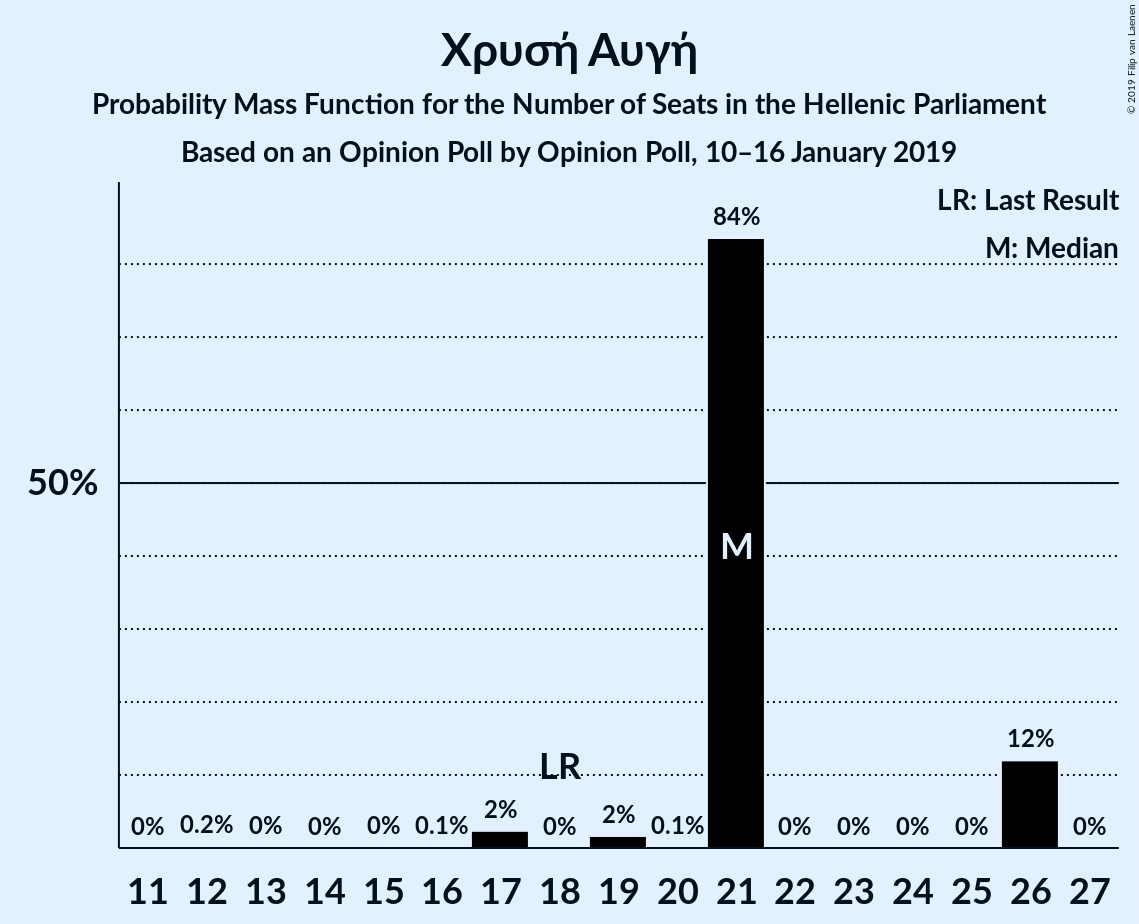 Χρυσή Αυγή
Probability Mass Function for the Number of Seats in the Hellenic Parliament
Based on an Opinion Poll by Opinion Poll, 10–16 January 2019
© 2019 Filip van Laenen
LR: Last Result
M: Median
84%
50%
M
12%
LR
2%
2%
0% 0.2% 0% 0% 0% 0.1% 0% 0.1% 0% 0% 0% 0% 0%
11 12 13 14 15 16 17 18 19 20 21 22 23 24 25 26 27